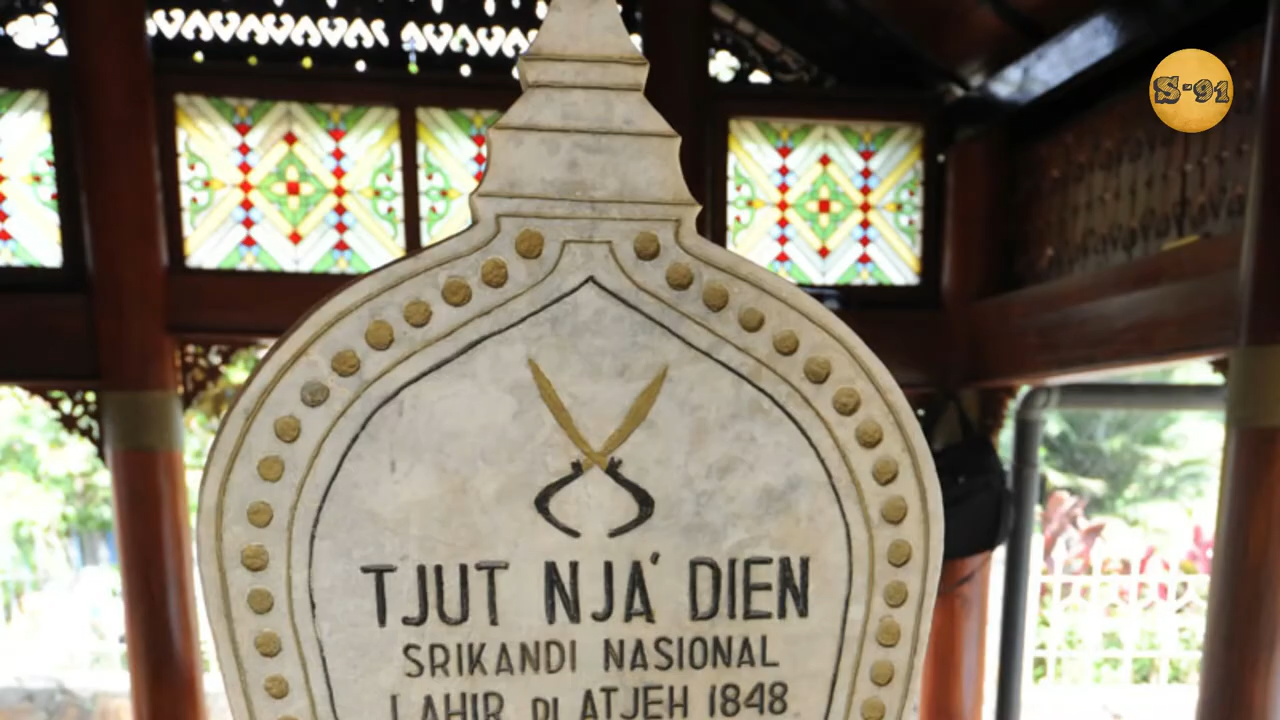 S-91
TJUT NJA' DIEN
SRIKANDI NASIONAL
LAHIR DI ATJEH 1848